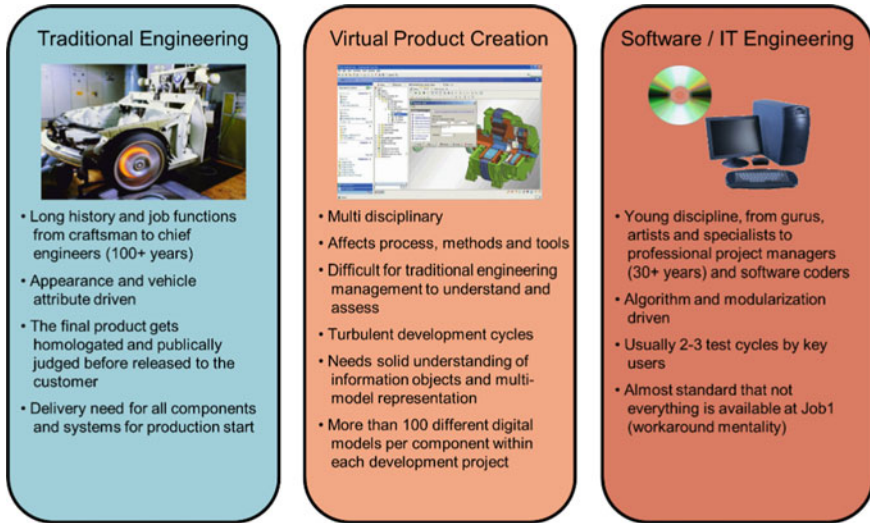 Traditional Engineering
• Long history and job functions
from craftsman to chief
engineers (100+ years)
• Appearance and vehicle
attribute driven
• The final product gets
homologated and publically
judged before released to the
customer
• Delivery need for all components
and systems for production start
Virtual Product Creation
• Multi disciplinary
• Affects process, methods and tools
• Difficult for traditional engineering
management to understand and
assess
• Turbulent development cycles
• Needs solid understanding of
information objects and multi-
model representation
• More than 100 different digital
models per component within
each development project
Software / IT Engineering
• Young discipline, from gurus,
artists and specialists to
professional project managers
(30+ years) and software coders
• Algorithm and modularization
driven
• Usually 2-3 test cycles by key
users
• Almost standard that not
everything is available at Job1
(workaround mentality)